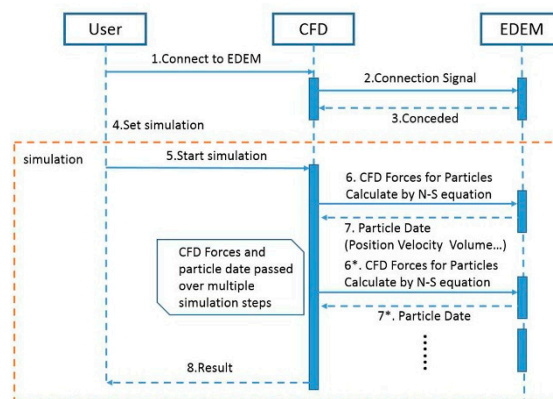 User
CFD
EDEM
1.Connect to EDEM
2.Connection Signal
3.Conceded
4.Set simulation
simulation
5.Start simulation
6. CFD Forces for Particles
Calculate by N-S equation
7. Particle Date
(Position Velocity Volume...)
CFD Forces and
particle date passed
over multiple
simulation steps
6*. CFD Forces for Particles
Calculate by N-S equation
7*. Particle Date
8.Result